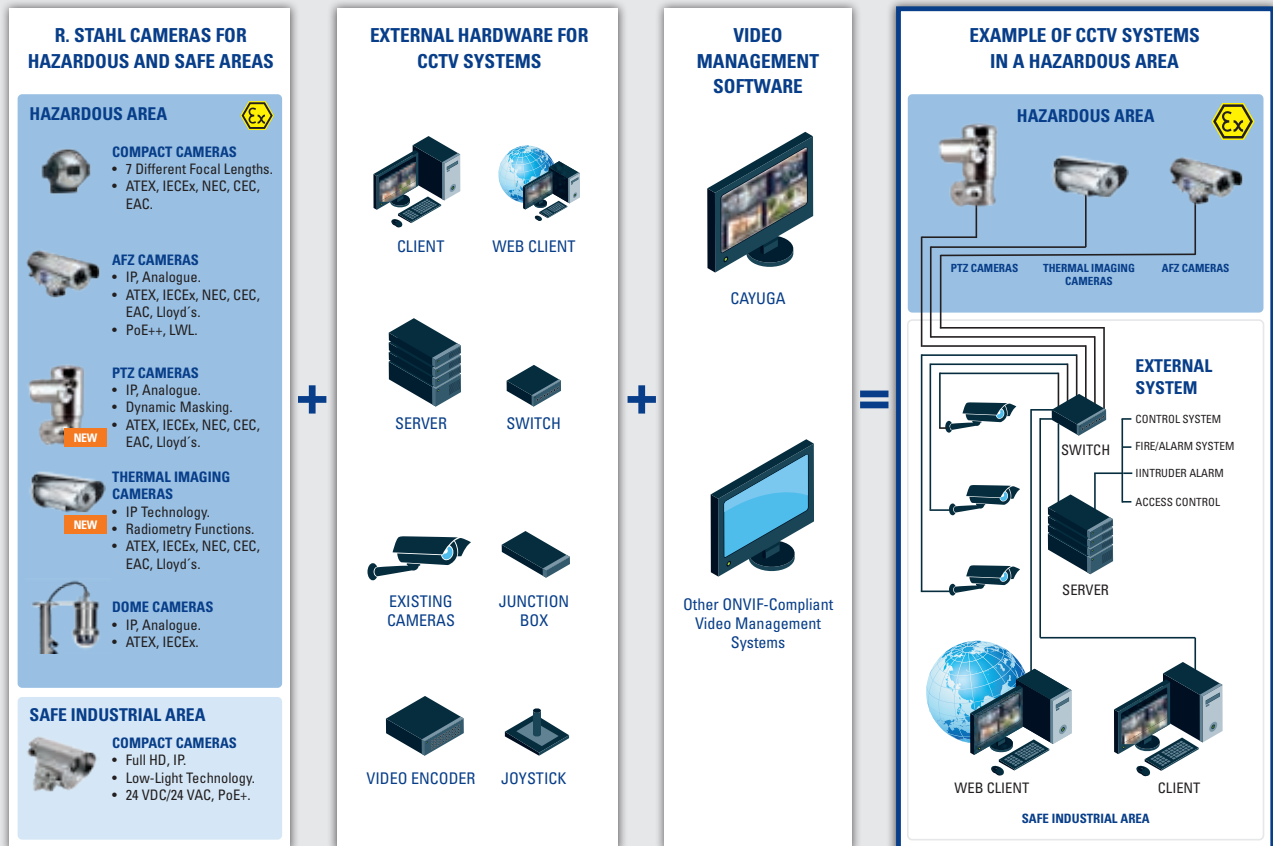 R. STAHL CAMERAS FOR
HAZARDOUS AND SAFE AREAS
HAZARDOUS AREA
Ex
COMPACT CAMERAS
• 7 Different Focal Lengths.
• ATEX, IECEx, NEC, CEC,
EAC.
AFZ CAMERAS
• IP, Analogue.
• ATEX, IECEx, NEC, CEC,
EAC, Lloyd´s.
• PoE++, LWL.
PTZ CAMERAS
• IP, Analogue.
• Dynamic Masking.
• ATEX, IECEx, NEC, CEC,
EAC, Lloyd´s.
NEW
THERMAL IMAGING
CAMERAS
• IP Technology.
• Radiometry Functions.
• ATEX, IECEx, NEC, CEC,
EAC, Lloyd´s.
NEW
DOME CAMERAS
• IP, Analogue.
• ATEX, IECEx.
SAFE INDUSTRIAL AREA
COMPACT CAMERAS
• Full HD, IP.
• Low-Light Technology.
• 24 VDC/24 VAC, PoE+.
+
EXTERNAL HARDWARE FOR
CCTV SYSTEMS
CLIENT
WEB CLIENT
SERVER
SWITCH
EXISTING
CAMERAS
JUNCTION
BOX
VIDEO ENCODER
JOYSTICK
+
VIDEO
MANAGEMENT
SOFTWARE
CAYUGA
Other ONVIF-Compliant
Video Management
Systems
=
EXAMPLE OF CCTV SYSTEMS
IN A HAZARDOUS AREA
HAZARDOUS AREA
Ex
PTZ CAMERAS
THERMAL IMAGING
CAMERAS
AFZ CAMERAS
EXTERNAL
SYSTEM
CONTROL SYSTEM
FIRE/ALARM SYSTEM
IINTRUDER ALARM
ACCESS CONTROL
SWITCH
SERVER
WEB CLIENT
CLIENT
SAFE INDUSTRIAL AREA